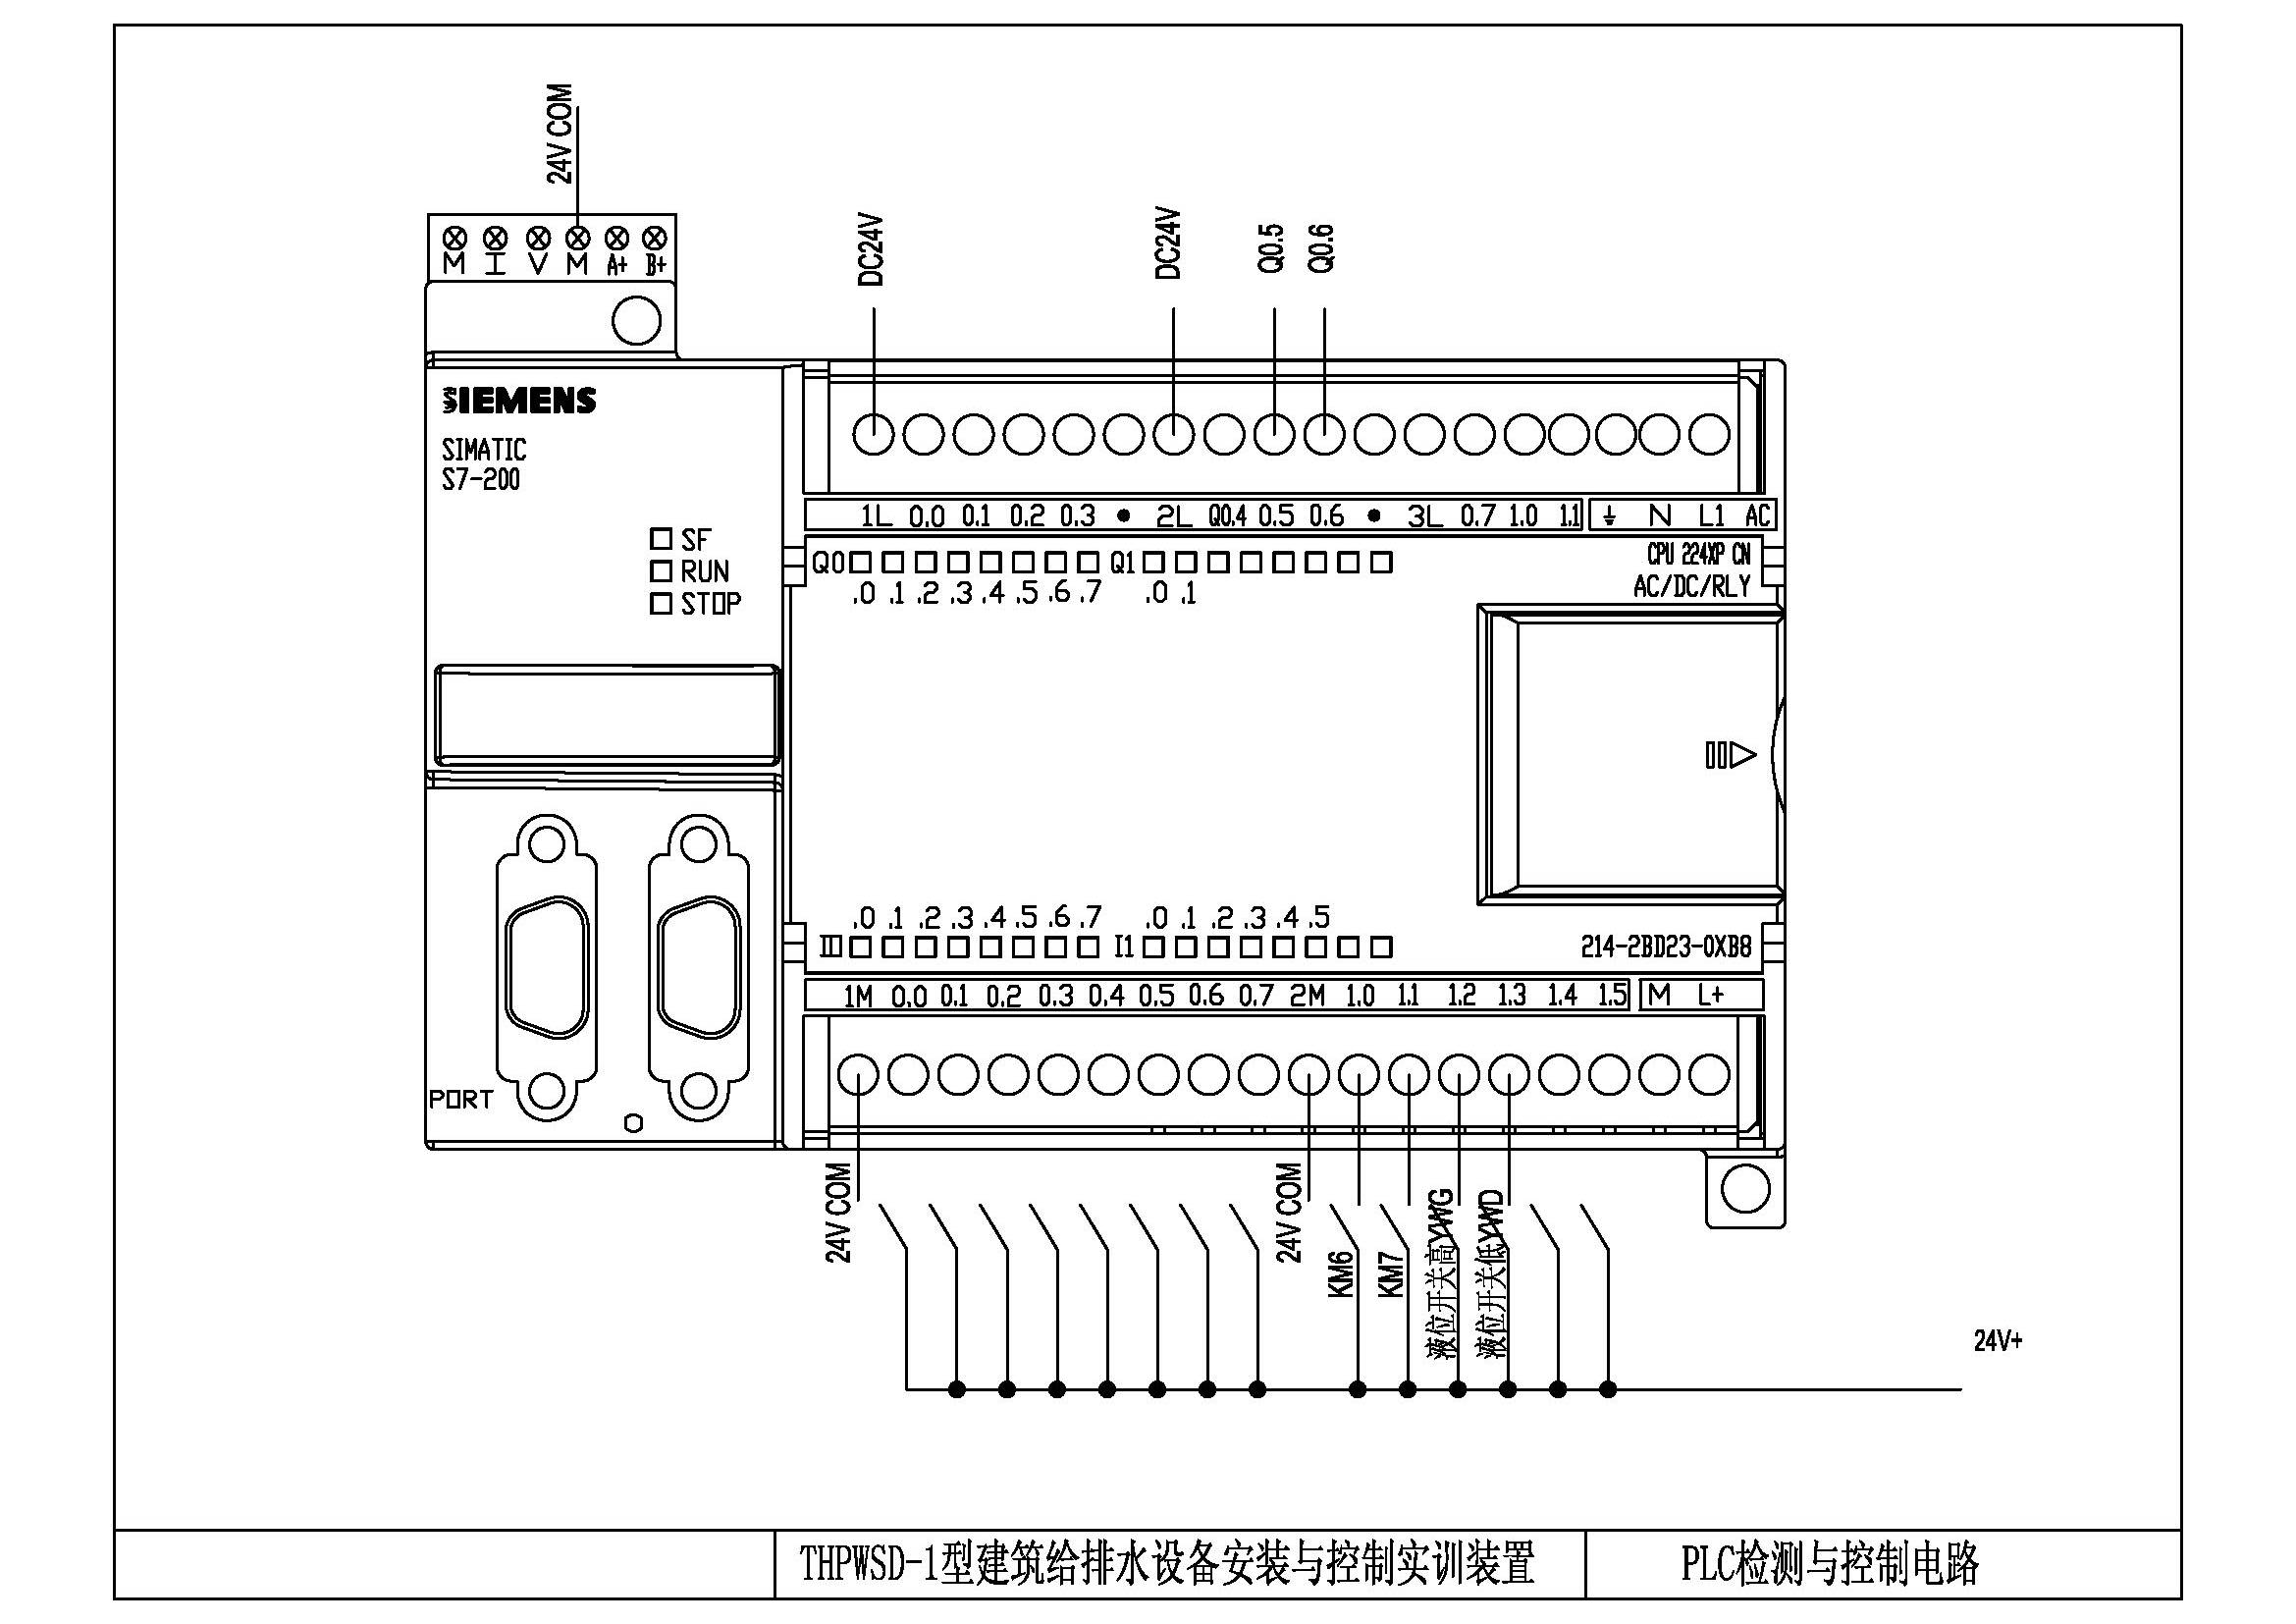 24V COM
M I V M A+ B+
DC24V
DC24V
Q0.5
Q0.6
SIEMENS
SIMATIC
S7-200
SF
RUN
STOP
1L 0.0 0.1 0.2 0.3 • 2L Q0.4 0.5 0.6 • 3L 0.7 1.0 1.1 ⏚ N L1 AC
Q0 Q1
.0 .1 .2 .3 .4 .5 .6 .7 .0 .1
CPU 224XP CN
AC/DC/RLY
.0 .1 .2 .3 .4 .5 .6 .7 .0 .1 .2 .3 .4 .5
I0 I1
214-2BD23-0XB8
1M 0.0 0.1 0.2 0.3 0.4 0.5 0.6 0.7 2M 1.0 1.1 1.2 1.3 1.4 1.5 M L+
PORT
24V COM
24V COM
KM6
KM7
液位开关高YWG
液位开关低YWD
24V+
THPWSD-1型建筑给排水设备安装与控制实训装置
PLC检测与控制电路